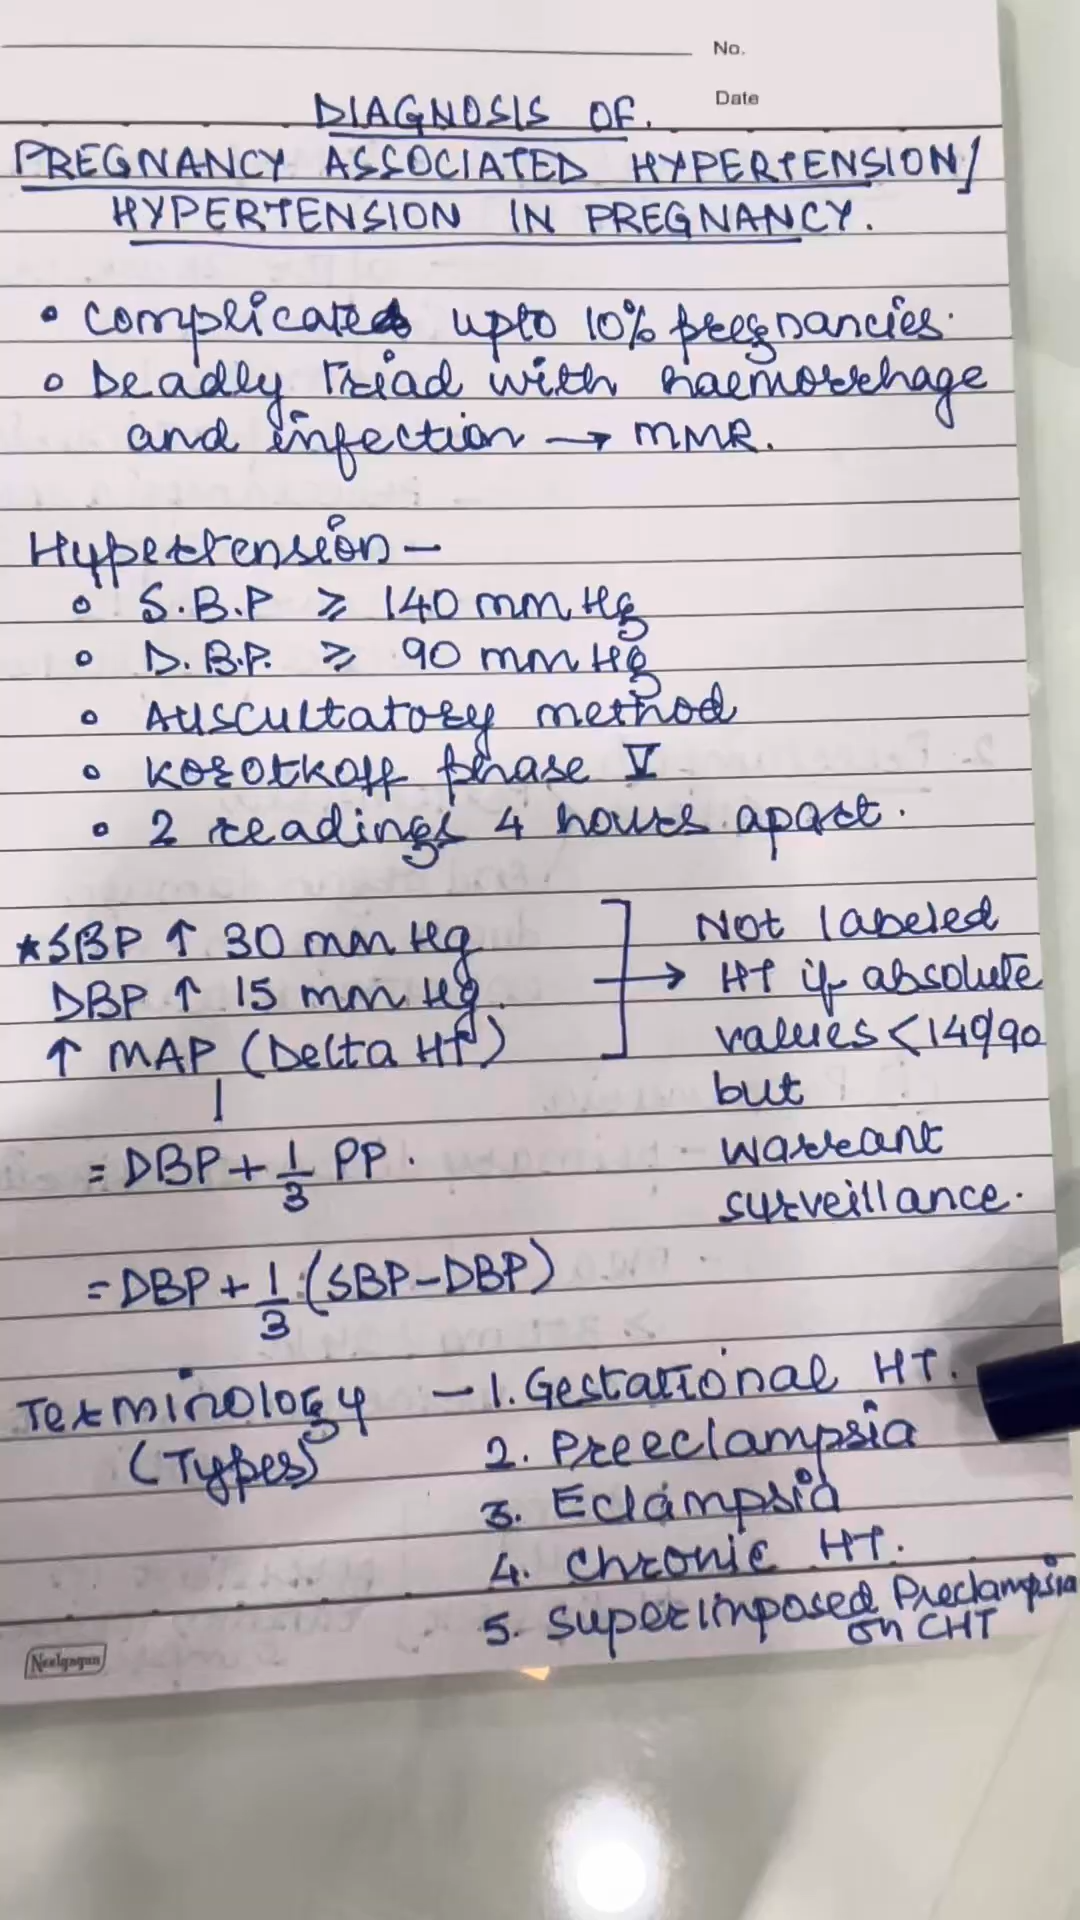 No.
Date
DIAGNOSIS OF.
PREGNANCY ASSOCIATED HYPERTENSION/
HYPERTENSION IN PREGNANCY.
• Complicates upto 10% pregnancies.
• Deadly Triad with haemorrhage
and infection → MMR.
Hypertension -
• S.B.P ≥ 140 mm Hg
• D.B.P. ≥ 90 mm Hg
• Auscultatory method
• Korotkoff phase V
• 2 readings 4 hours apart.
*SBP ↑ 30 mm Hg
DBP ↑ 15 mm Hg
↑ MAP (Delta HT)
→ Not labeled
HT if absolute
values < 140/90
but
warrant
surveillance.
= DBP + 1/3 PP.
= DBP + 1/3 (SBP-DBP)
Terminology - 1. Gestational HT.
(Types) 2. Preeclampsia
3. Eclampsia
4. Chronic HT.
5. Superimposed Preclampsia
on CHT
Neelgagan